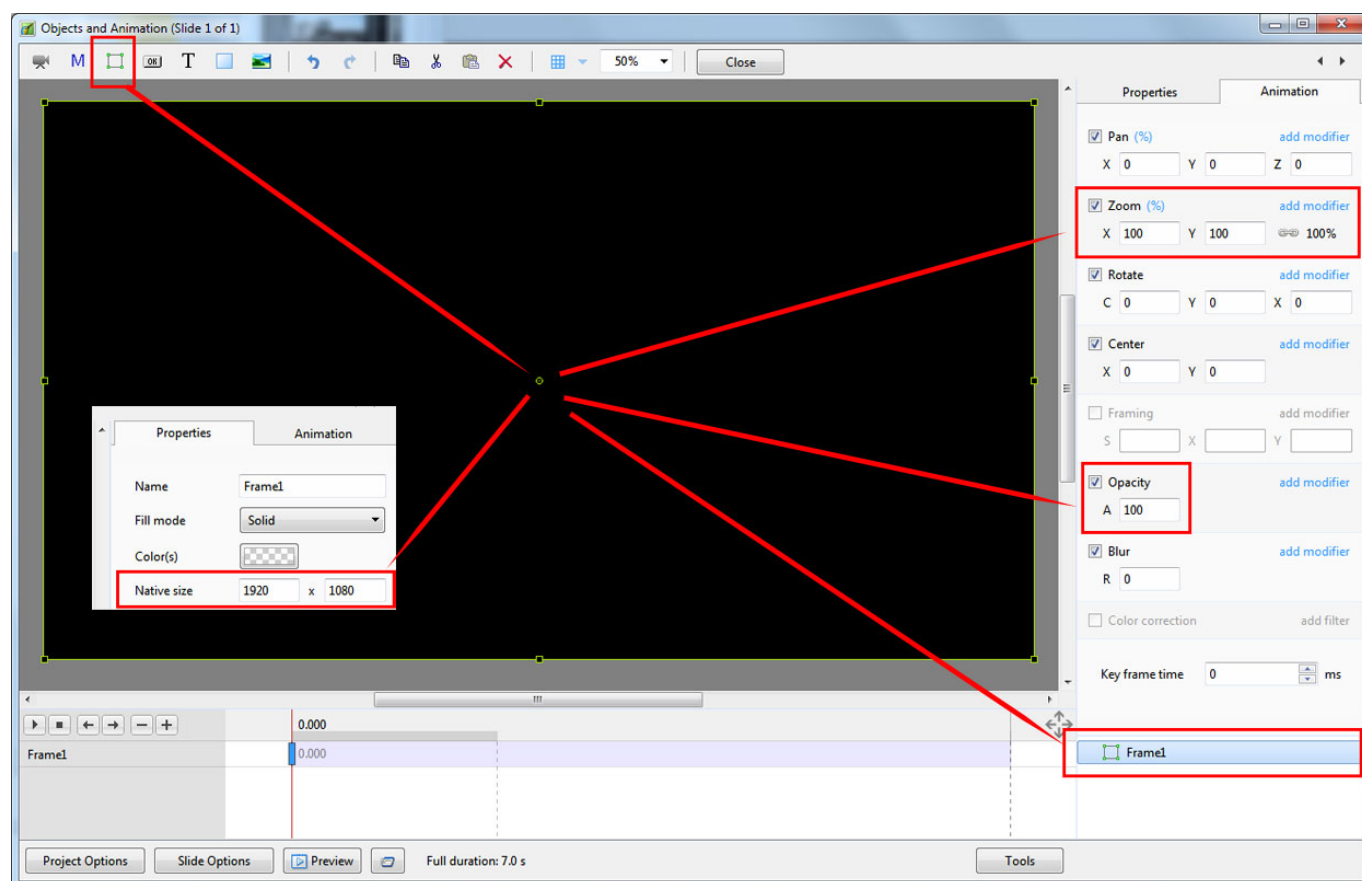 Objects and Animation (Slide 1 of 1)
M OK T 50% Close
Properties Animation
Pan (%) add modifier
X 0 Y 0 Z 0
Zoom (%) add modifier
X 100 Y 100 100%
Rotate add modifier
C 0 Y 0 X 0
Center add modifier
X 0 Y 0
Framing add modifier
S X Y
Opacity add modifier
A 100
Blur add modifier
R 0
Color correction add filter
Key frame time 0 ms
Properties Animation
Name Frame1
Fill mode Solid
Color(s)
Native size 1920 x 1080
0.000
Frame1 0.000
Frame1
Project Options Slide Options Preview Full duration: 7.0 s Tools